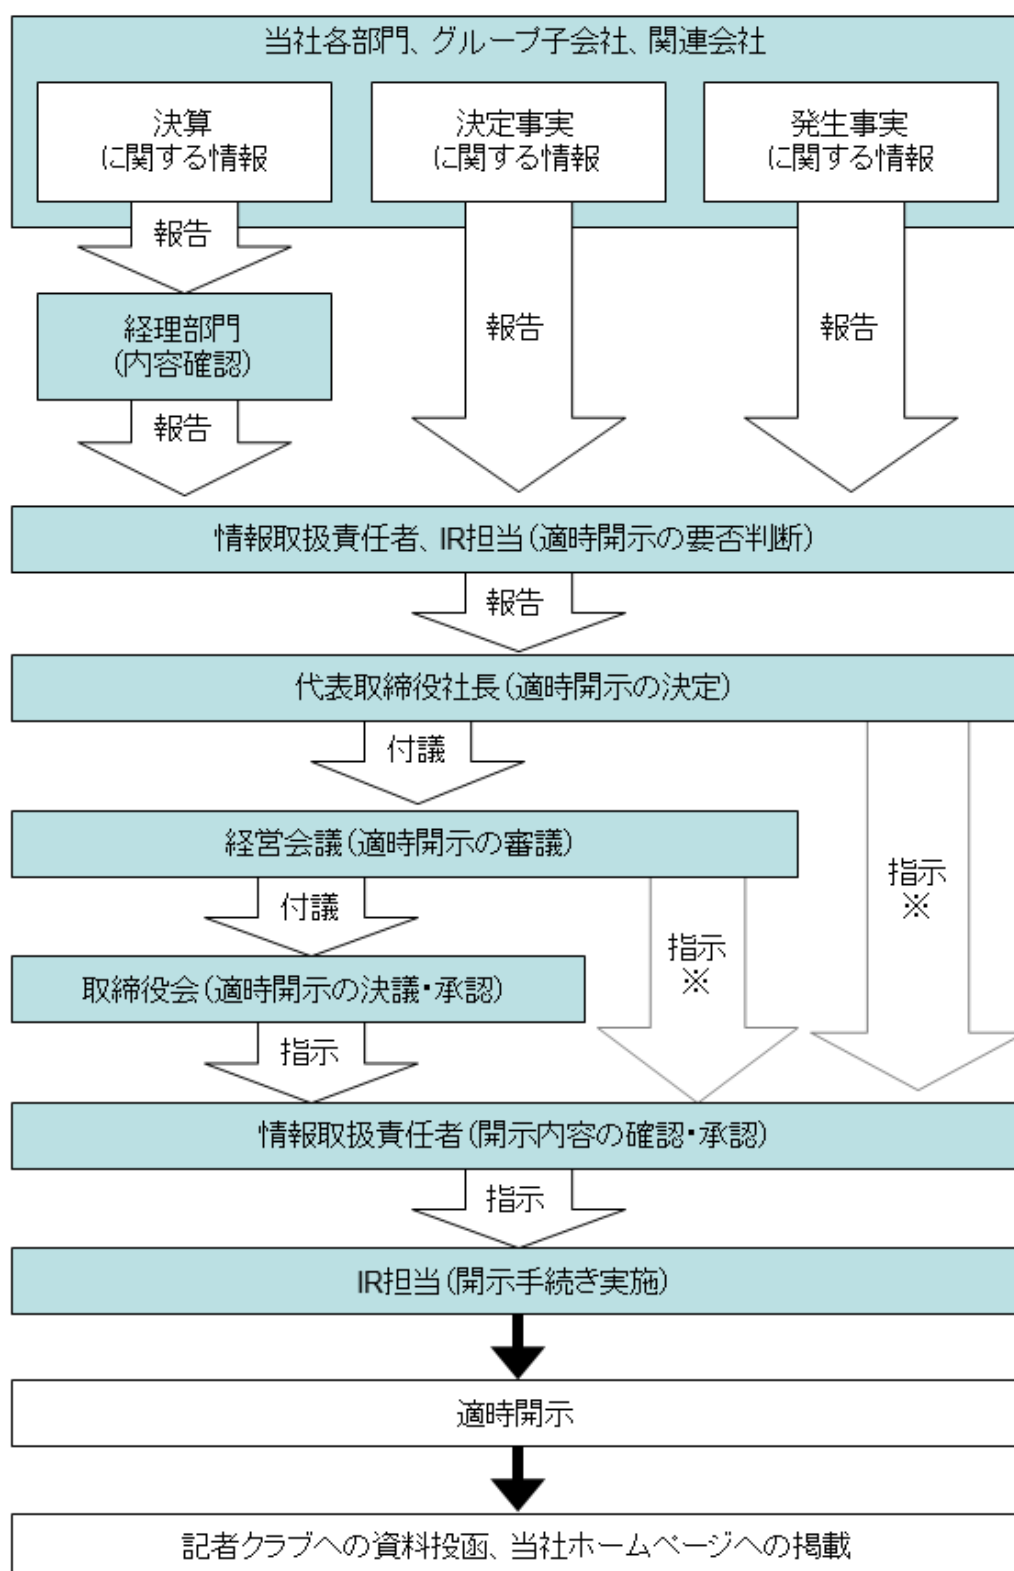 当社各部門、グループ子会社、関連会社
決算
に関する情報
決定事実
に関する情報
発生事実
に関する情報
報告
経理部門
(内容確認)
報告
報告
報告
情報取扱責任者、IR担当(適時開示の要否判断)
報告
代表取締役社長(適時開示の決定)
付議
経営会議(適時開示の審議)
付議
指示
※
指示
※
取締役会(適時開示の決議・承認)
指示
情報取扱責任者(開示内容の確認・承認)
指示
IR担当(開示手続き実施)
適時開示
記者クラブへの資料投函、当社ホームページへの掲載